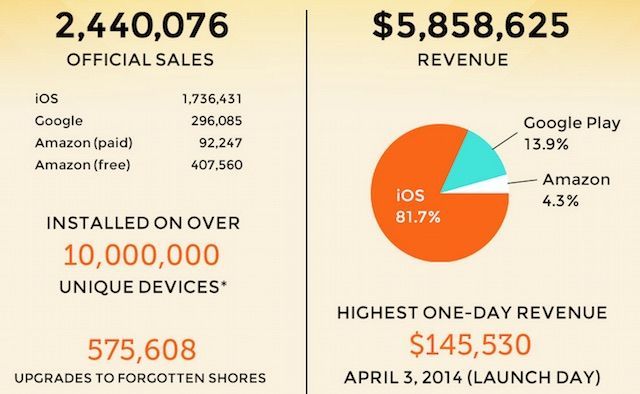 2,440,076
OFFICIAL SALES
iOS 1,736,431
Google 296,085
Amazon (paid) 92,247
Amazon (free) 407,560
INSTALLED ON OVER
10,000,000
UNIQUE DEVICES*
575,608
UPGRADES TO FORGOTTEN SHORES
$5,858,625
REVENUE
Google Play
13.9%
Amazon
4.3%
iOS
81.7%
HIGHEST ONE-DAY REVENUE
$145,530
APRIL 3, 2014 (LAUNCH DAY)